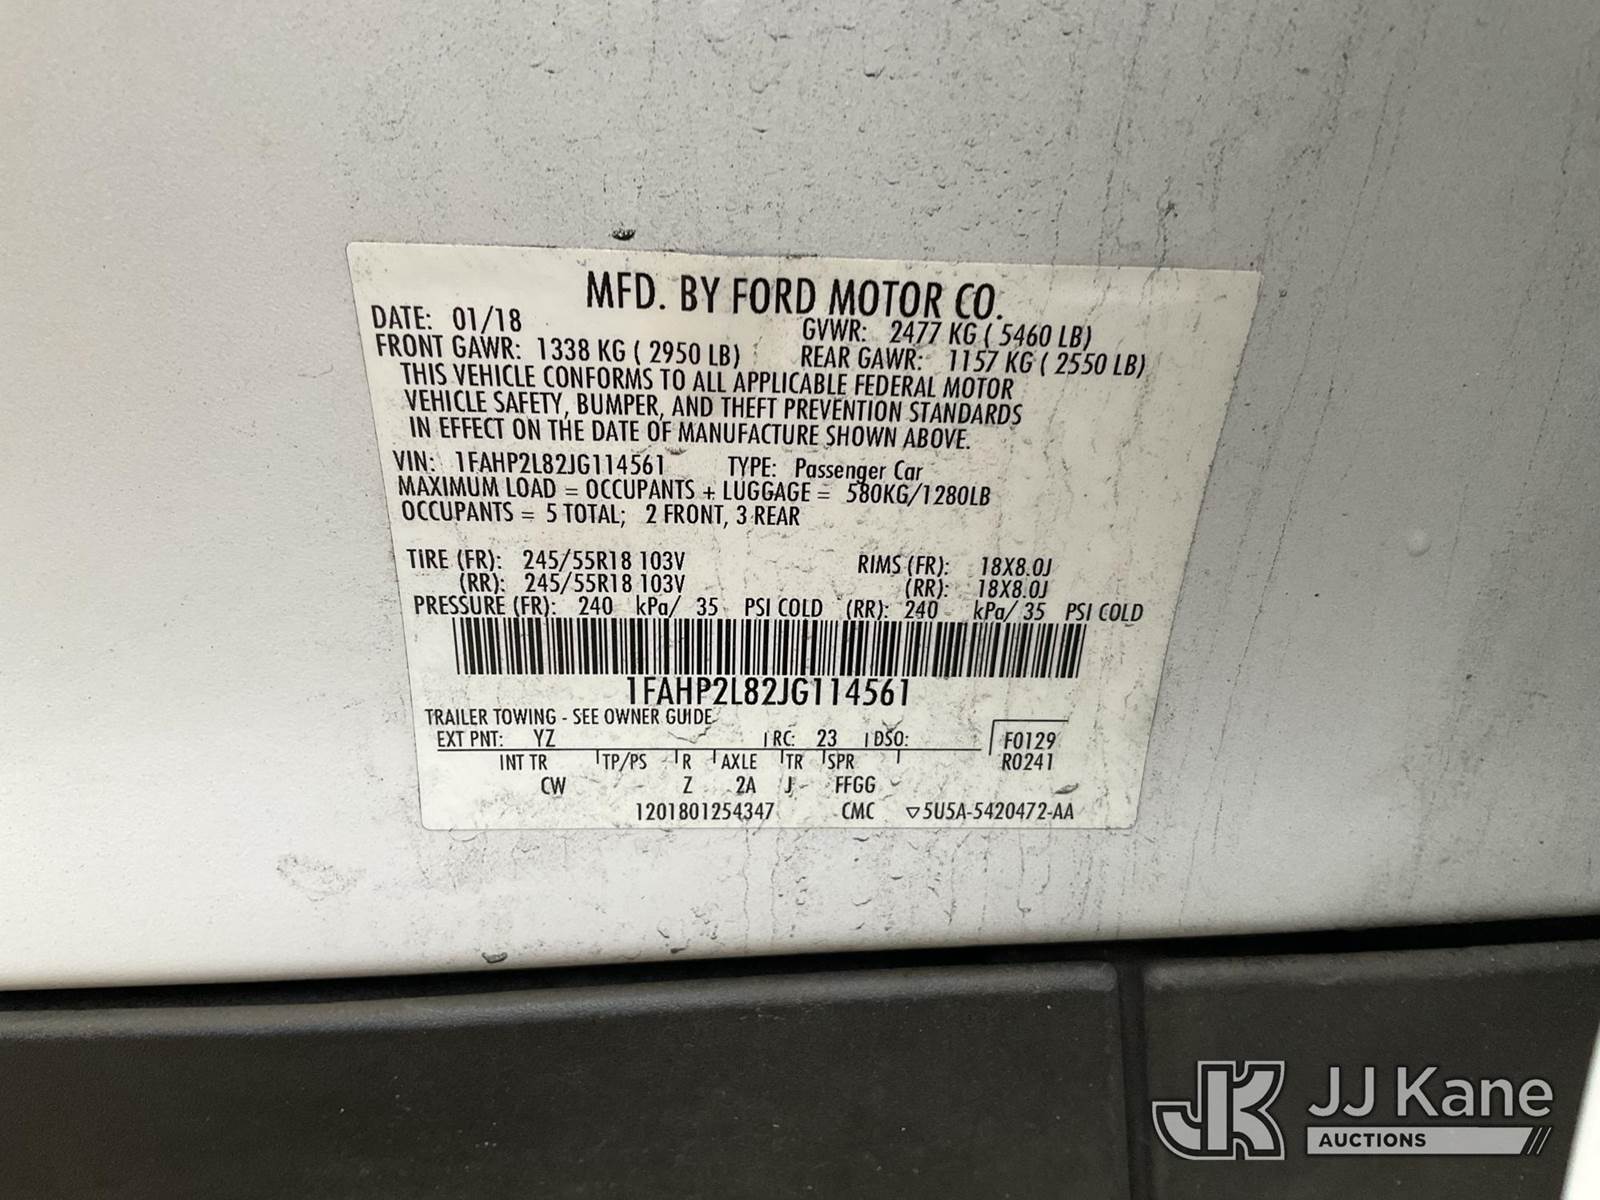 MFD. BY FORD MOTOR CO.
DATE: 01/18 GVWR: 2477 KG ( 5460 LB)
FRONT GAWR: 1338 KG ( 2950 LB) REAR GAWR: 1157 KG ( 2550 LB)
THIS VEHICLE CONFORMS TO ALL APPLICABLE FEDERAL MOTOR
VEHICLE SAFETY, BUMPER, AND THEFT PREVENTION STANDARDS
IN EFFECT ON THE DATE OF MANUFACTURE SHOWN ABOVE.
VIN: 1FAHP2L82JG114561 TYPE: Passenger Car
MAXIMUM LOAD = OCCUPANTS + LUGGAGE = 580KG/1280LB
OCCUPANTS = 5 TOTAL; 2 FRONT, 3 REAR
TIRE (FR): 245/55R18 103V RIMS (FR): 18X8.0J
(RR): 245/55R18 103V (RR): 18X8.0J
PRESSURE (FR): 240 kPa/ 35 PSI COLD (RR): 240 kPa/ 35 PSI COLD
1FAHP2L82JG114561
TRAILER TOWING - SEE OWNER GUIDE
EXT PNT: YZ RC: 23 DSO: F0129
INT TR TP/PS R AXLE TR SPR R0241
CW Z 2A J FFGG
1201801254347 CMC ▽5U5A-5420472-AA
JK JJ Kane
AUCTIONS